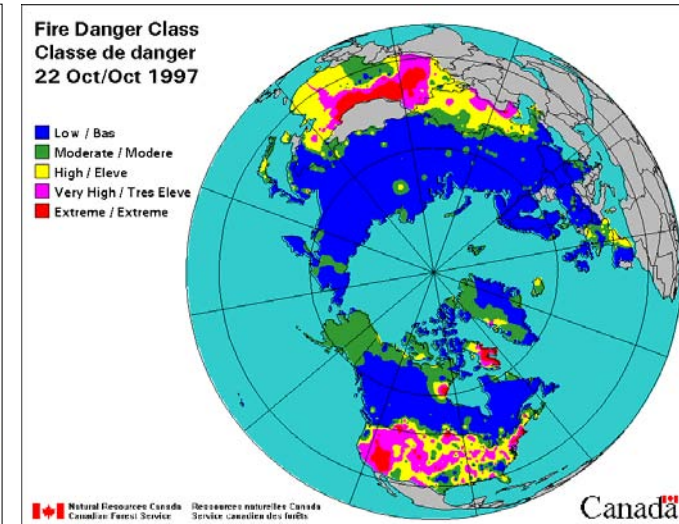 Fire Danger Class
Classe de danger
22 Oct/Oct 1997
Low / Bas
Moderate / Modere
High / Eleve
Very High / Tres Eleve
Extreme / Extreme
Natural Resources Canada Ressources naturelles Canada
Canadian Forest Service Service canadien des forêts
Canada